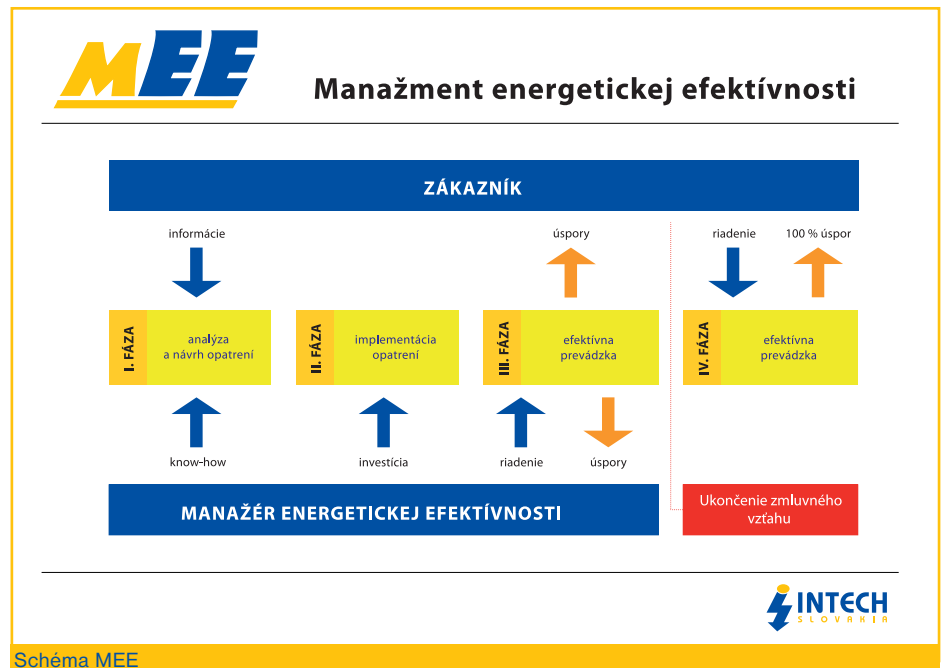 MEE
Manažment energetickej efektívnosti
ZÁKAZNÍK
informácie
úspory
riadenie
100 % úspor
I. FÁZA
analýza
a návrh opatrení
II. FÁZA
implementácia
opatrení
III. FÁZA
efektívna
prevádzka
IV. FÁZA
efektívna
prevádzka
know-how
investícia
riadenie
úspory
MANAŽÉR ENERGETICKEJ EFEKTÍVNOSTI
Ukončenie zmluvného
vzťahu
INTECH
SLOVAKIA
Schéma MEE